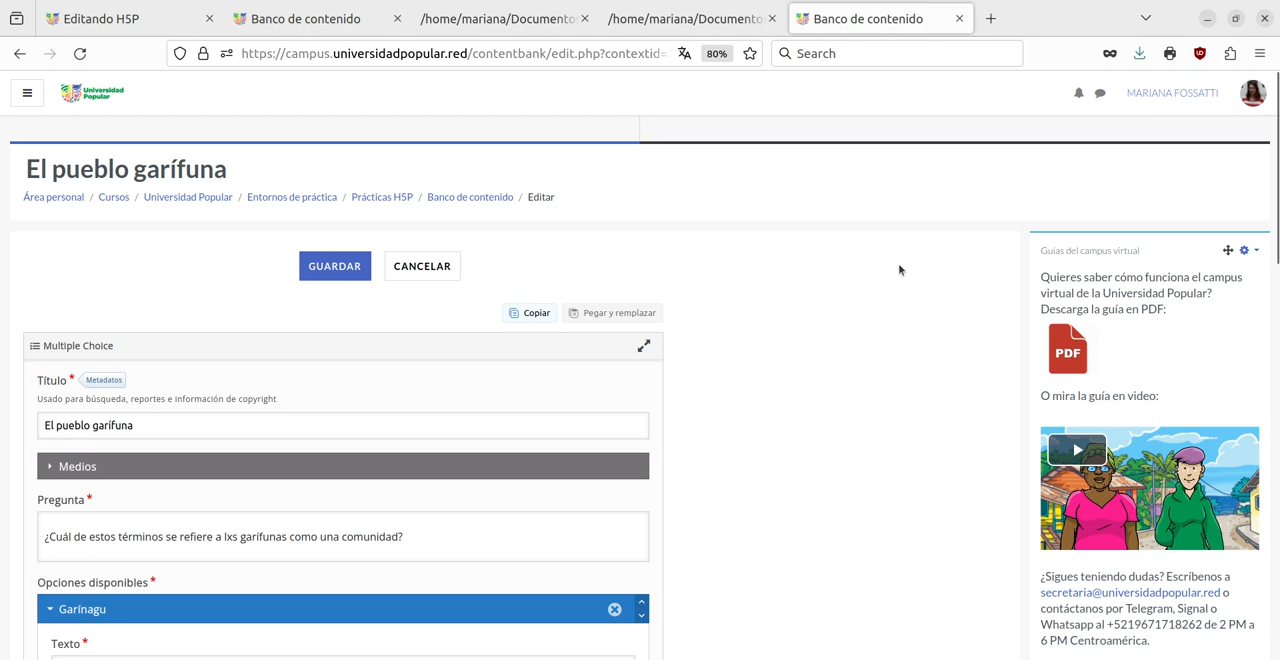 Editando H5P
Banco de contenido
/home/mariana/Documento
/home/mariana/Documento
Banco de contenido
https://campus.universidadpopular.red/contentbank/edit.php?contextid=
80%
Search
Universidad
Popular
MARIANA FOSSATTI
El pueblo garífuna
Área personal / Cursos / Universidad Popular / Entornos de práctica / Prácticas H5P / Banco de contenido / Editar
GUARDAR
CANCELAR
Copiar
Pegar y remplazar
Multiple Choice
Título * Metadatos
Usado para búsqueda, reportes e información de copyright
El pueblo garífuna
Medios
Pregunta *
¿Cuál de estos términos se refiere a lxs garífunas como una comunidad?
Opciones disponibles *
Garínagu
Texto *
Guías del campus virtual
Quieres saber cómo funciona el campus
virtual de la Universidad Popular?
Descarga la guía en PDF:
PDF
O mira la guía en video:
¿Sigues teniendo dudas? Escríbenos a
secretaria@universidadpopular.red o
contáctanos por Telegram, Signal o
Whatsapp al +5219671718262 de 2 PM a
6 PM Centroamérica.